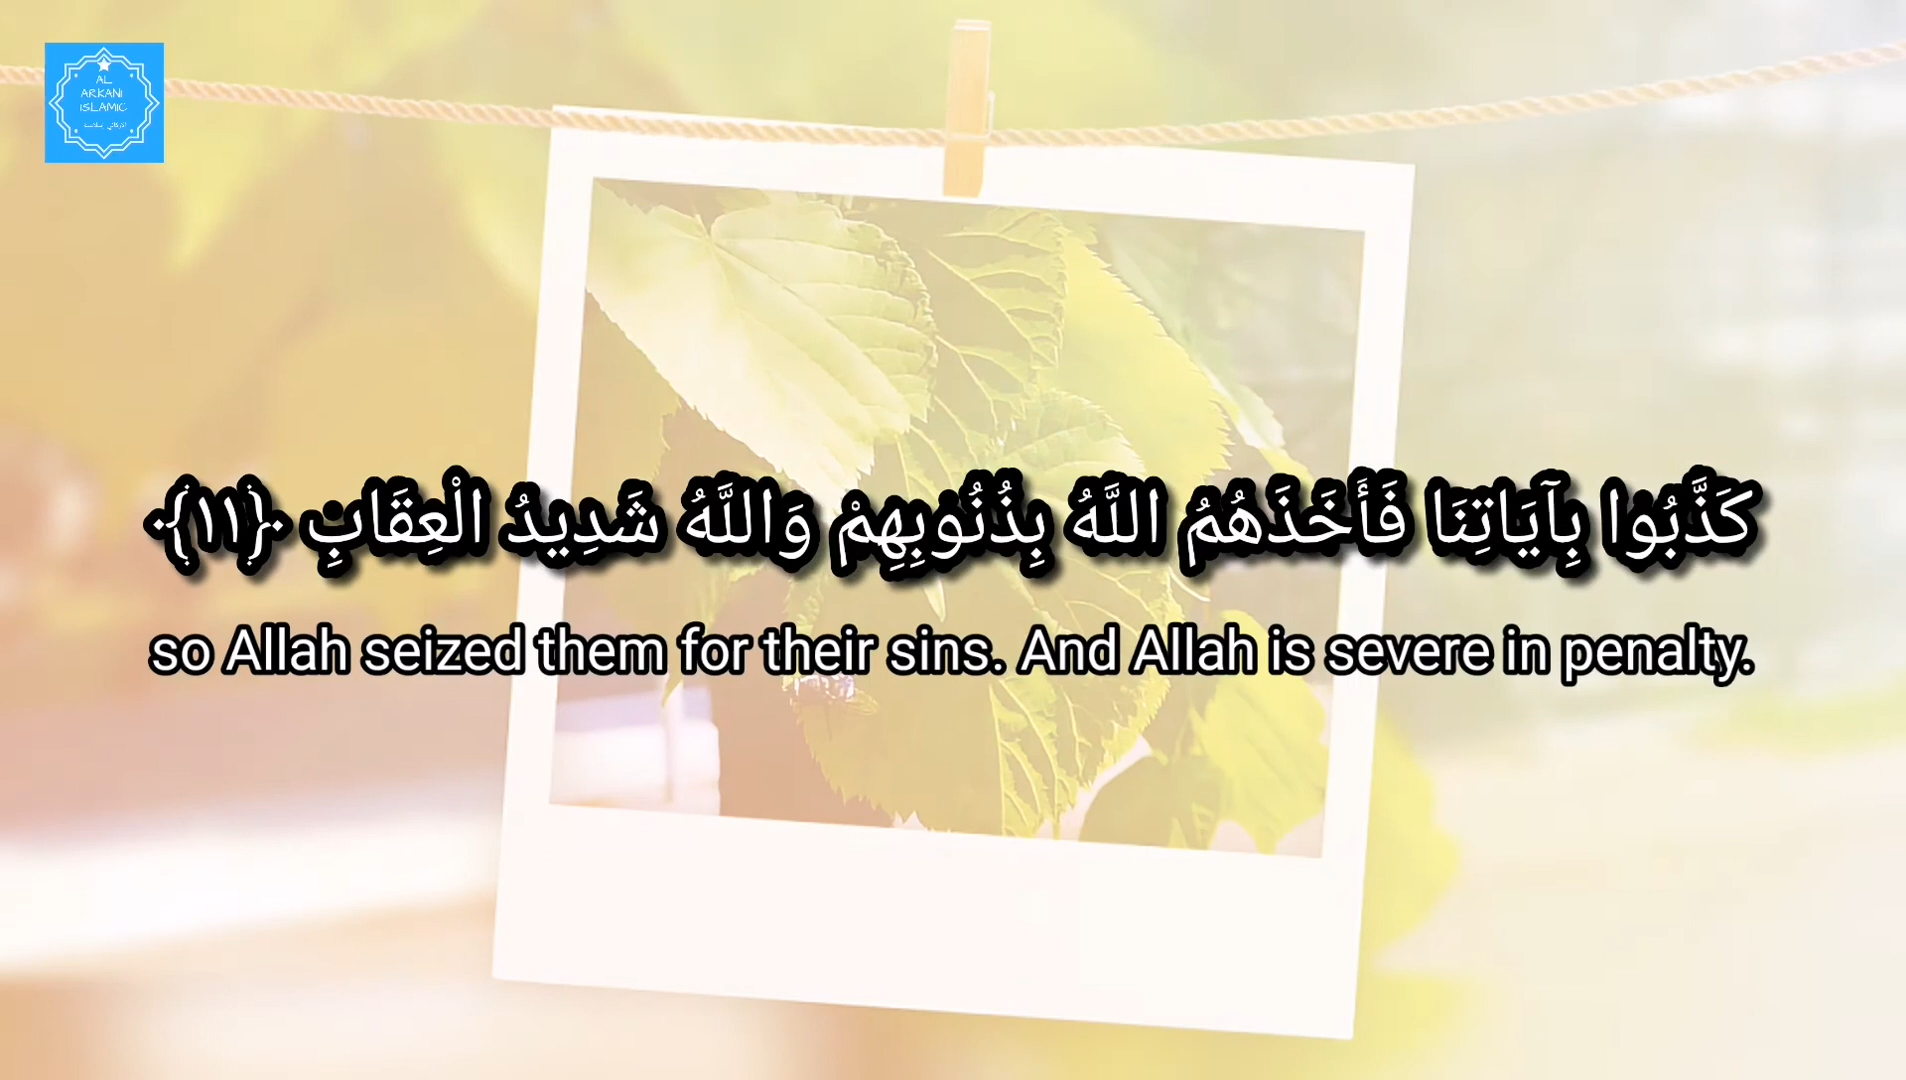 AL
ARKANI
ISLAMIC
كَذَّبُوا بِآيَاتِنَا فَأَخَذَهُمُ اللَّهُ بِذُنُوبِهِمْ وَاللَّهُ شَدِيدُ الْعِقَابِ ﴿١١﴾
so Allah seized them for their sins. And Allah is severe in penalty.